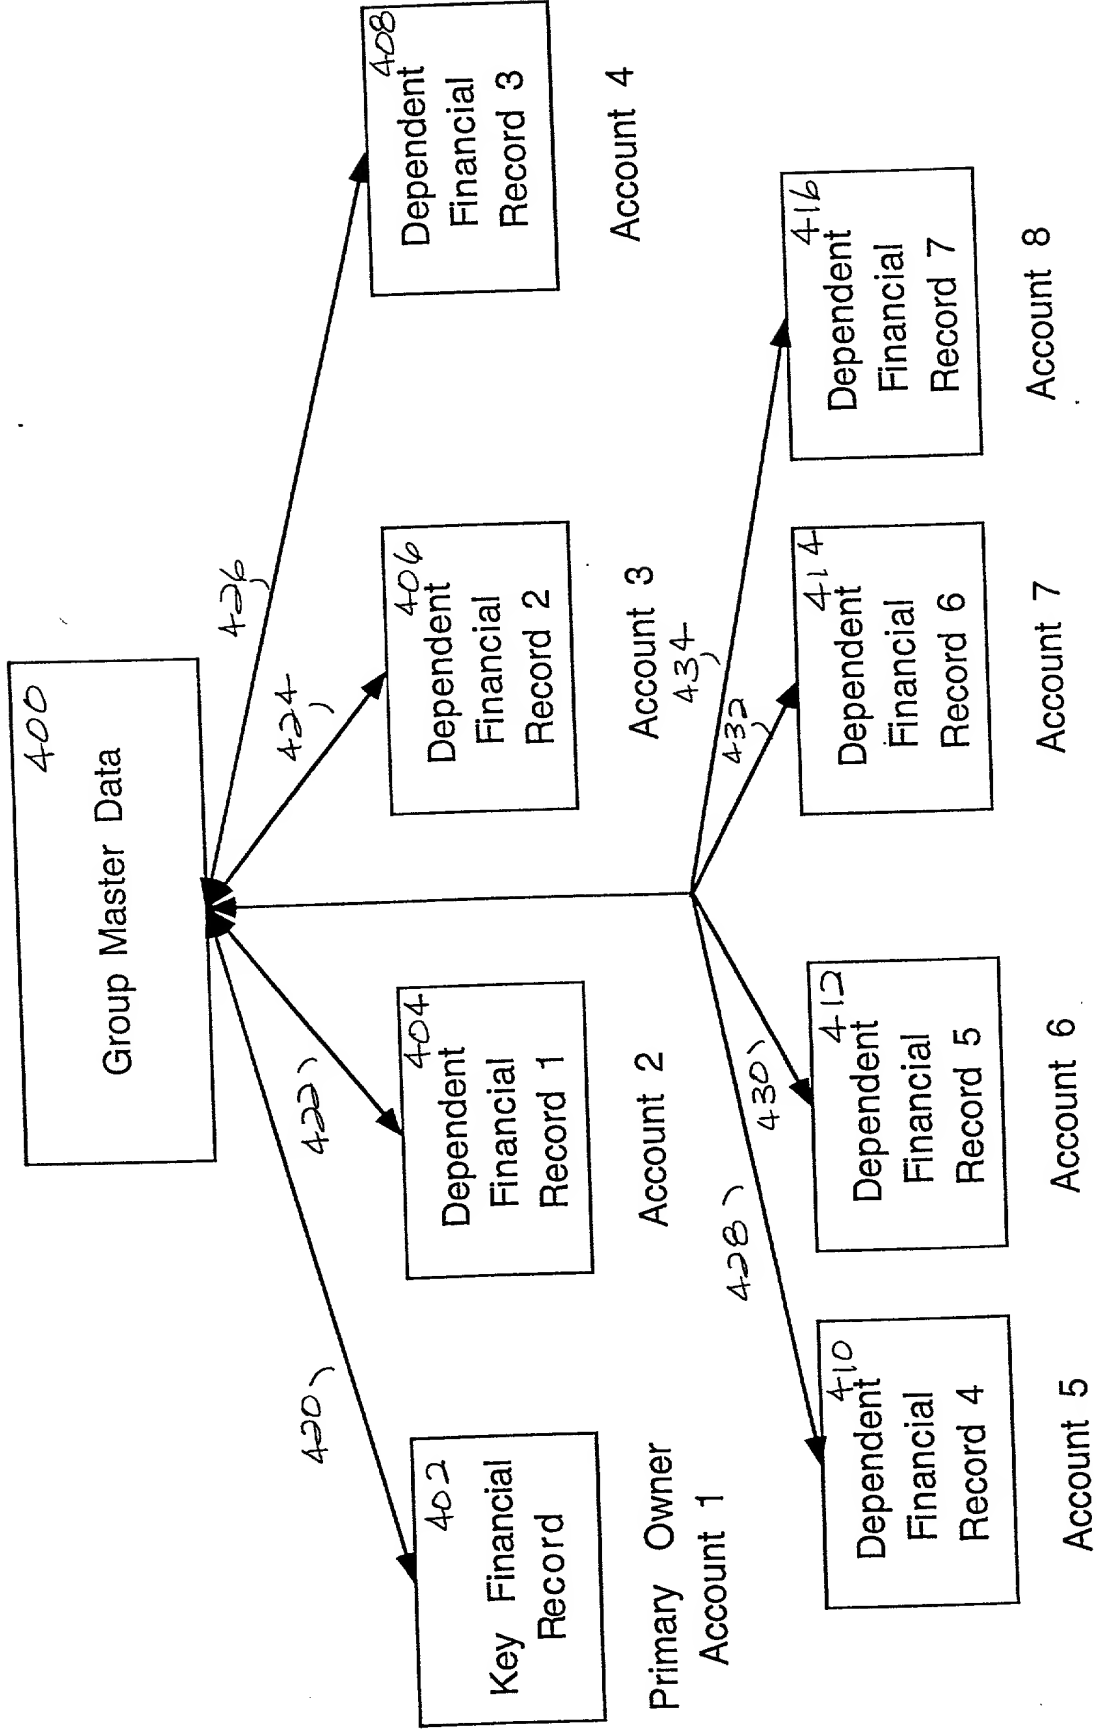 400
Group Master Data
420
422
424
426
402
Key Financial
Record
Primary Owner
Account 1
404
Dependent
Financial
Record 1
Account 2
406
Dependent
Financial
Record 2
Account 3
408
Dependent
Financial
Record 3
Account 4
428
430
432
434
410
Dependent
Financial
Record 4
Account 5
412
Dependent
Financial
Record 5
Account 6
414
Dependent
Financial
Record 6
Account 7
416
Dependent
Financial
Record 7
Account 8